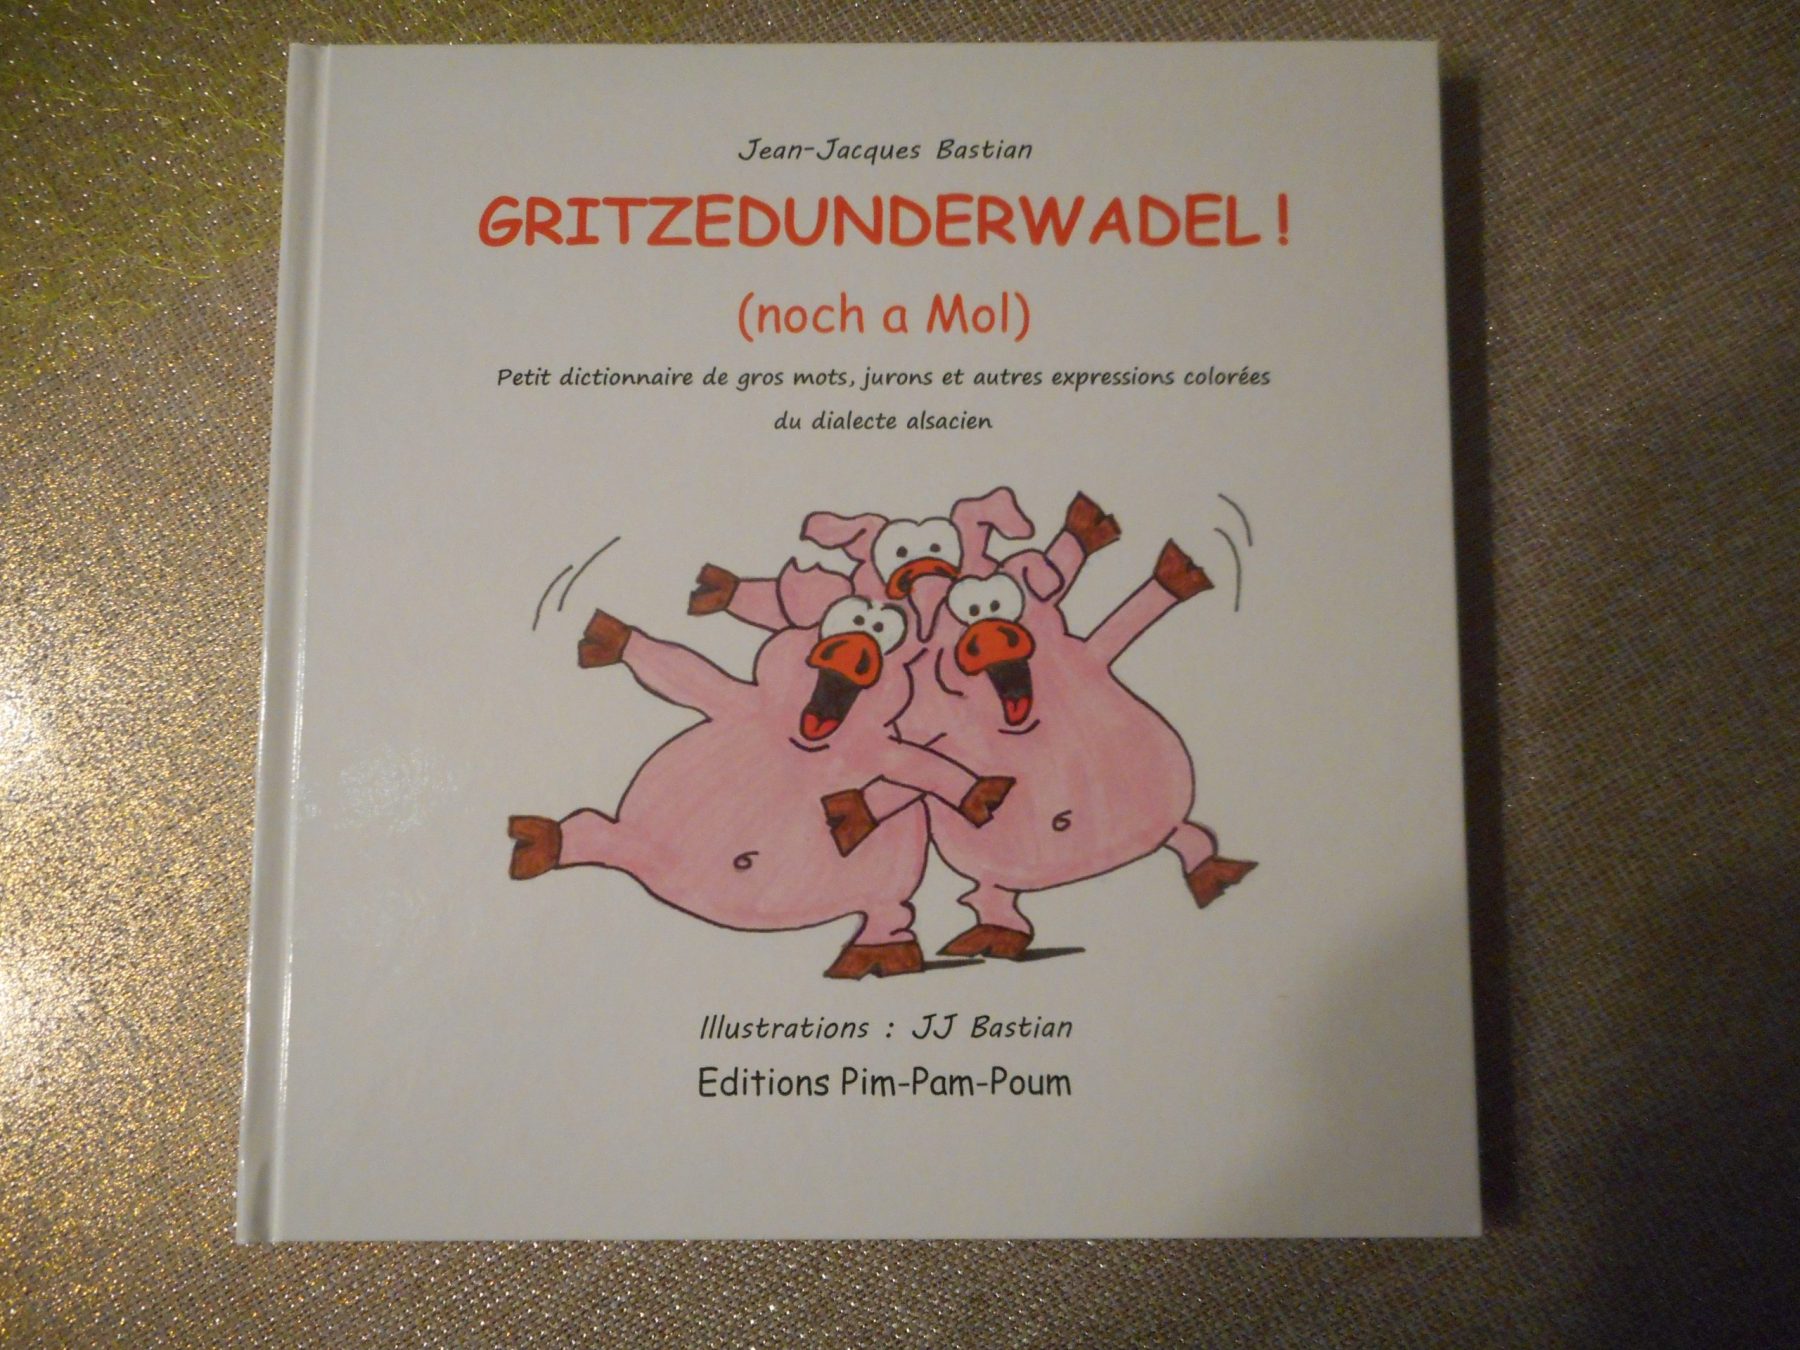 Jean-Jacques Bastian
GRITZEDUNDERWADEL !
(noch a Mol)
Petit dictionnaire de gros mots, jurons et autres expressions colorées
du dialecte alsacien
Illustrations : JJ Bastian
Editions Pim-Pam-Poum